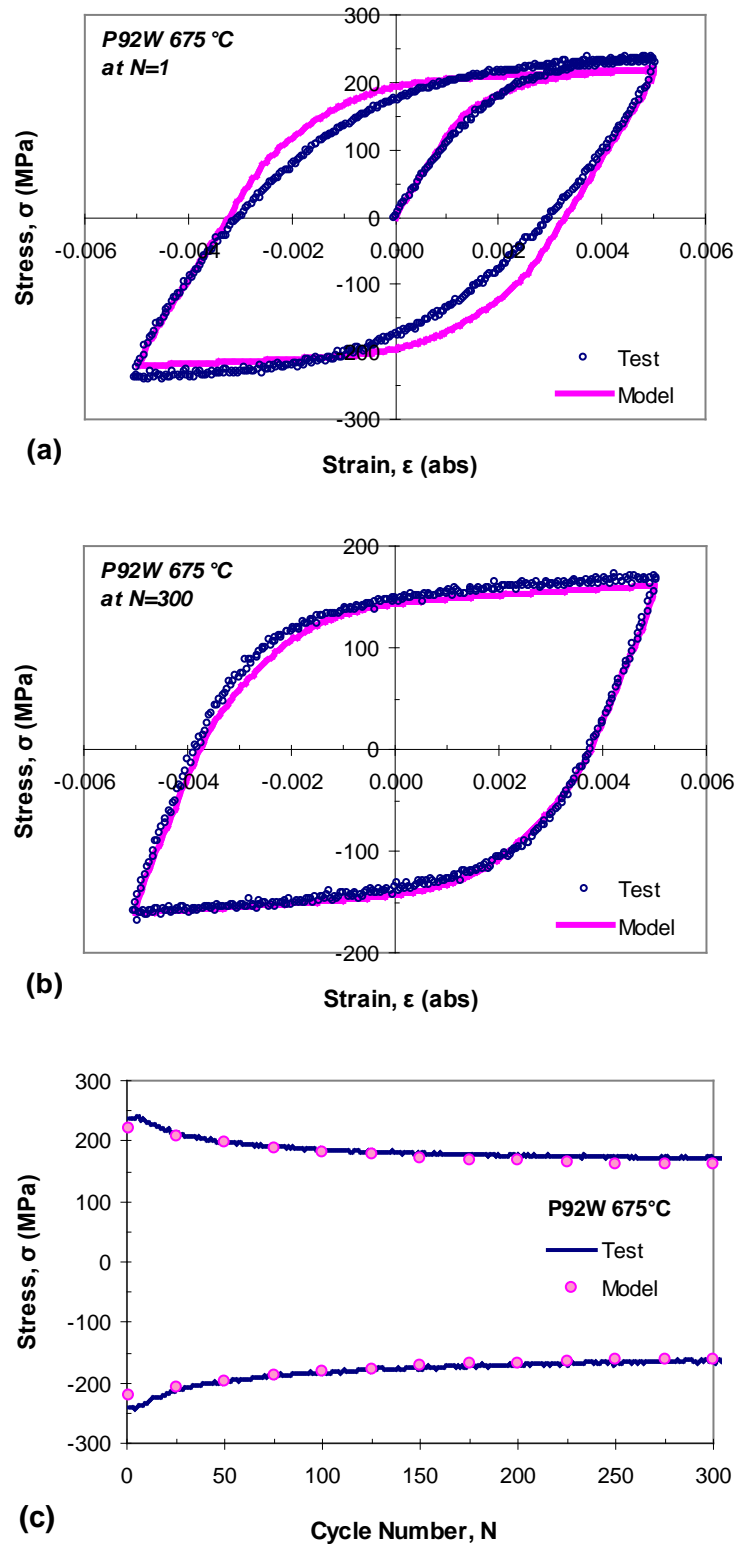 300
P92W 675 °C
at N=1
200
100
0
-0.006 -0.004 -0.002 0.000 0.002 0.004 0.006
-100
-200
-300
Stress, σ (MPa)
Test
Model
(a)
Strain, ε (abs)
200
P92W 675 °C
at N=300
100
0
-0.006 -0.004 -0.002 0.000 0.002 0.004 0.006
-100
-200
Stress, σ (MPa)
Test
Model
(b)
Strain, ε (abs)
300
200
100
0
-100
-200
-300
Stress, σ (MPa)
P92W 675°C
Test
Model
0 50 100 150 200 250 300
(c)
Cycle Number, N